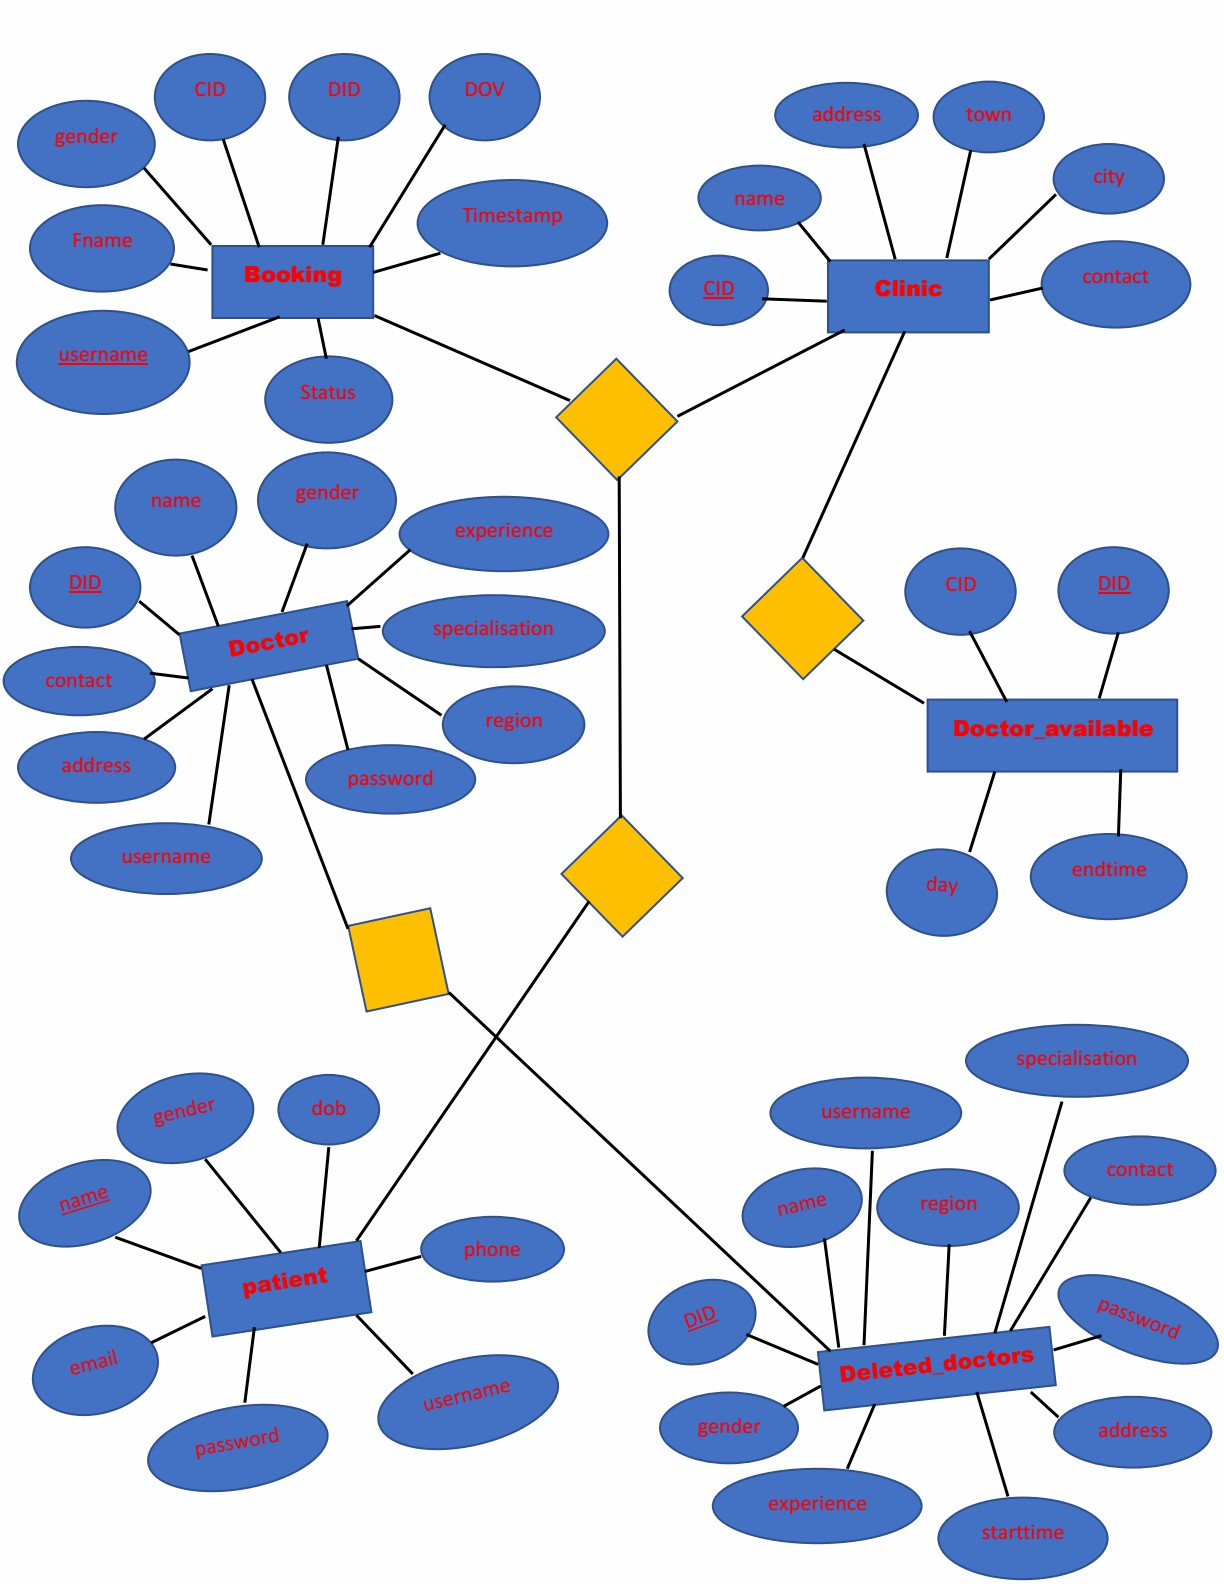 CID
DID
DOV
gender
Timestamp
Fname
Booking
username
Status
address
town
name
city
CID
Clinic
contact
name
gender
experience
DID
specialisation
Doctor
contact
region
address
password
username
CID
DID
Doctor_available
day
endtime
gender
dob
name
phone
patient
email
username
password
specialisation
username
contact
name
region
DID
password
Deleted_doctors
gender
address
experience
starttime